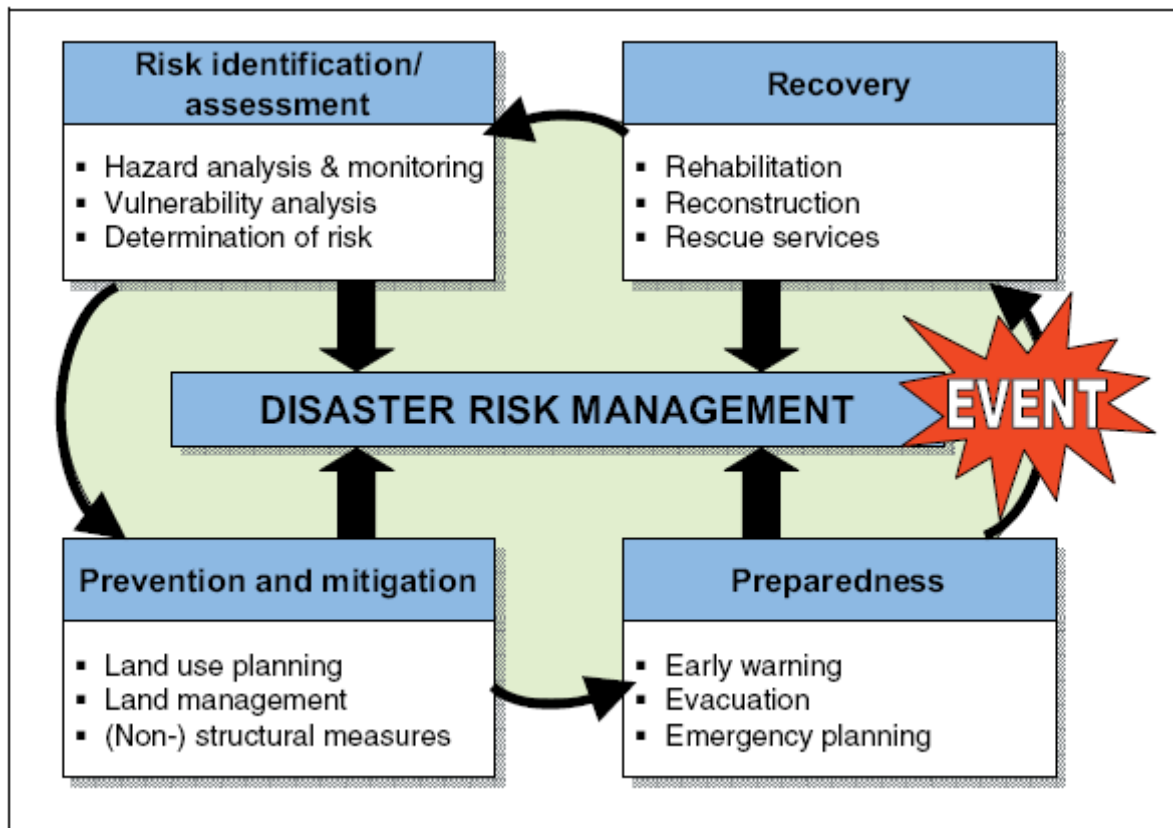 Risk identification/
assessment
▪ Hazard analysis & monitoring
▪ Vulnerability analysis
▪ Determination of risk
Recovery
▪ Rehabilitation
▪ Reconstruction
▪ Rescue services
DISASTER RISK MANAGEMENT
EVENT
Prevention and mitigation
▪ Land use planning
▪ Land management
▪ (Non-) structural measures
Preparedness
▪ Early warning
▪ Evacuation
▪ Emergency planning